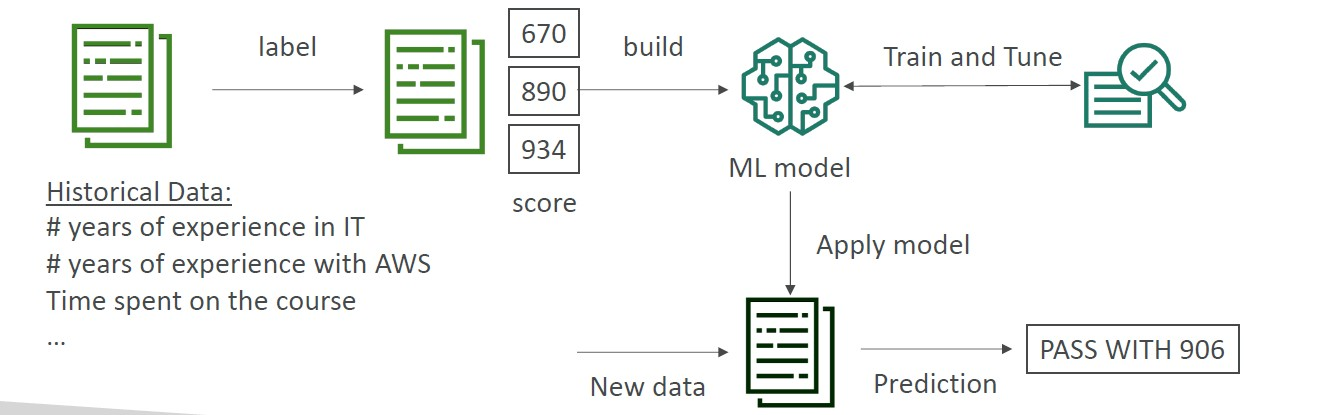 label
670
890
934
score
build
Train and Tune
ML model
Historical Data:
# years of experience in IT
# years of experience with AWS
Time spent on the course
...
Apply model
New data
Prediction
PASS WITH 906